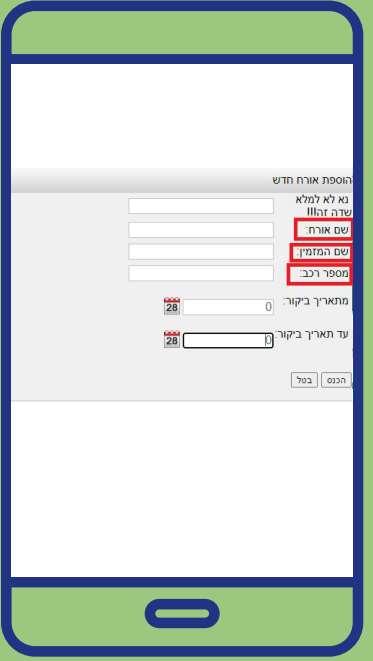 הוספת אורח חדש
נא לא למלא
שדה זה!!!
שם אורח:
שם המזמין:
מספר רכב:
מתאריך ביקור:
0
28
עד תאריך ביקור:
0
28
הכנס
בטל